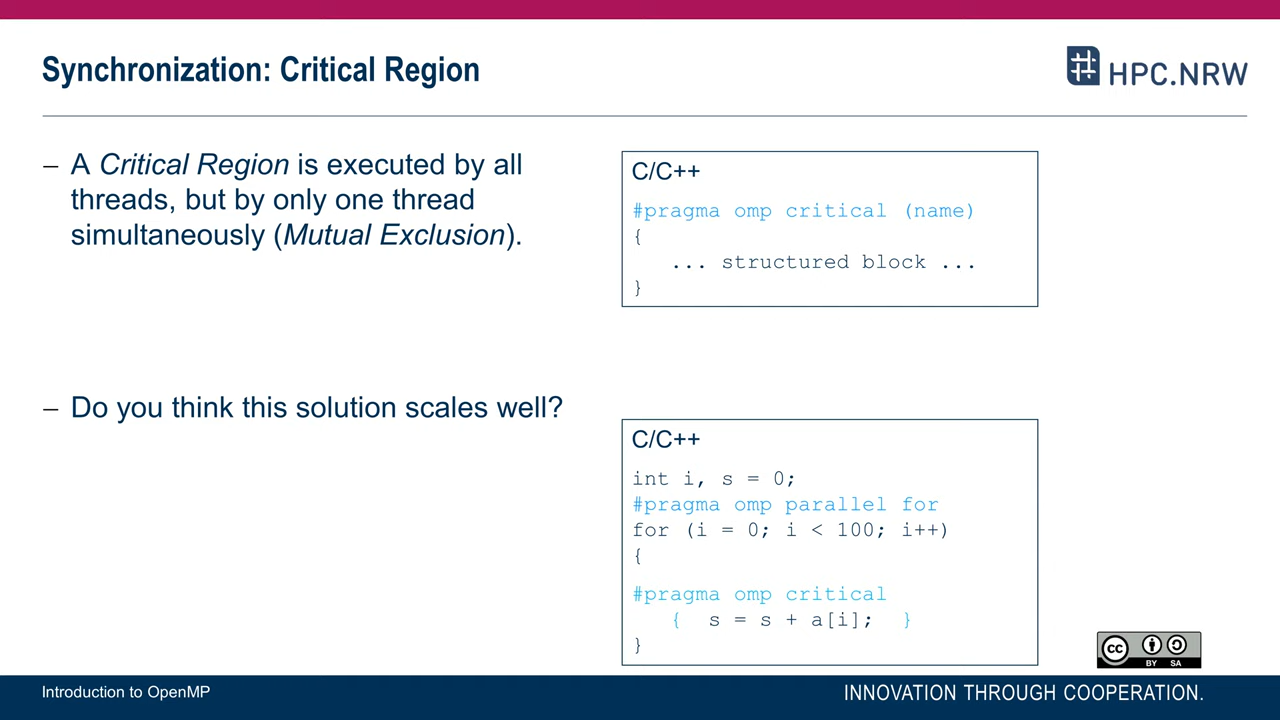 Synchronization: Critical Region
HPC.NRW
– A Critical Region is executed by all
threads, but by only one thread
simultaneously (Mutual Exclusion).
C/C++
#pragma omp critical (name)
{
... structured block ...
}
– Do you think this solution scales well?
C/C++
int i, s = 0;
#pragma omp parallel for
for (i = 0; i < 100; i++)
{
#pragma omp critical
{ s = s + a[i]; }
}
cc BY SA
Introduction to OpenMP
INNOVATION THROUGH COOPERATION.